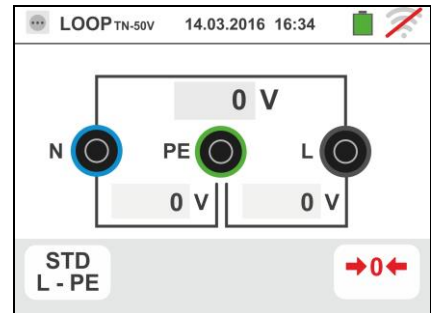 LOOP TN-50V 14.03.2016 16:34
0 V
N PE L
0 V 0 V
STD
L - PE
➔0←